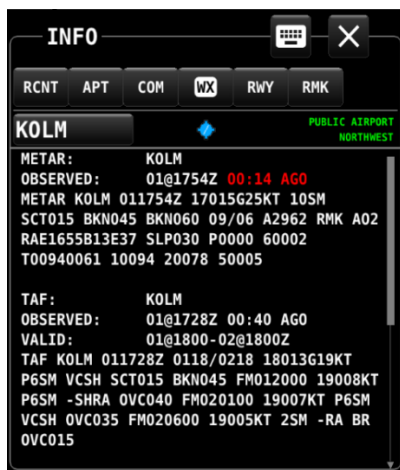 INFO
RCNT APT COM WX RWY RMK
KOLM
PUBLIC AIRPORT
NORTHWEST
METAR: KOLM
OBSERVED: 01@1754Z 00:14 AGO
METAR KOLM 011754Z 17015G25KT 10SM
SCT015 BKN045 BKN060 09/06 A2962 RMK AO2
RAE1655B13E37 SLP030 P0000 60002
T00940061 10094 20078 50005
TAF: KOLM
OBSERVED: 01@1728Z 00:40 AGO
VALID: 01@1800-02@1800Z
TAF KOLM 011728Z 0118/0218 18013G19KT
P6SM VCSH SCT015 BKN045 FM012000 19008KT
P6SM -SHRA OVC040 FM020100 19007KT P6SM
VCSH OVC035 FM020600 19005KT 2SM -RA BR
OVC015